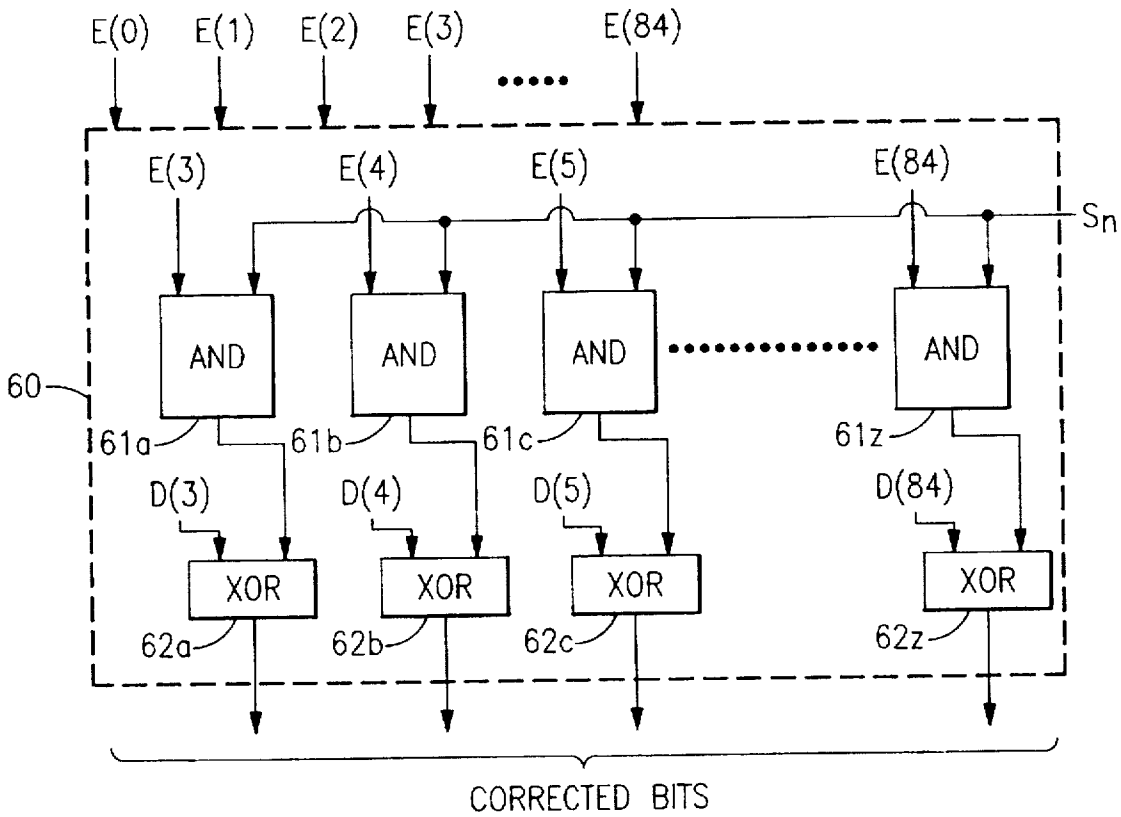 E(0) E(1) E(2) E(3) E(84)
E(3) E(4) E(5) E(84)
Sn
AND AND AND AND
60
61a 61b 61c 61z
D(3) D(4) D(5) D(84)
XOR XOR XOR XOR
62a 62b 62c 62z
CORRECTED BITS